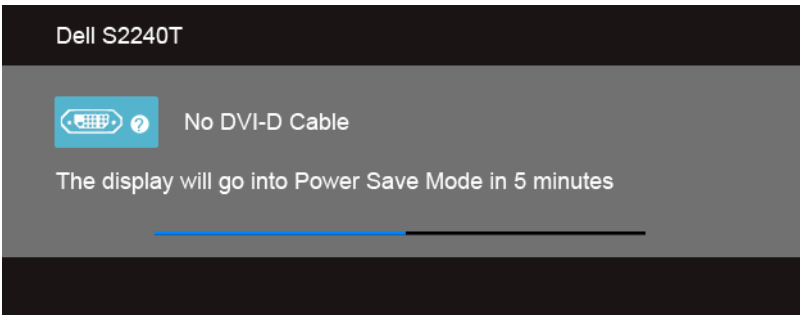 Dell S2240T
? No DVI-D Cable
The display will go into Power Save Mode in 5 minutes